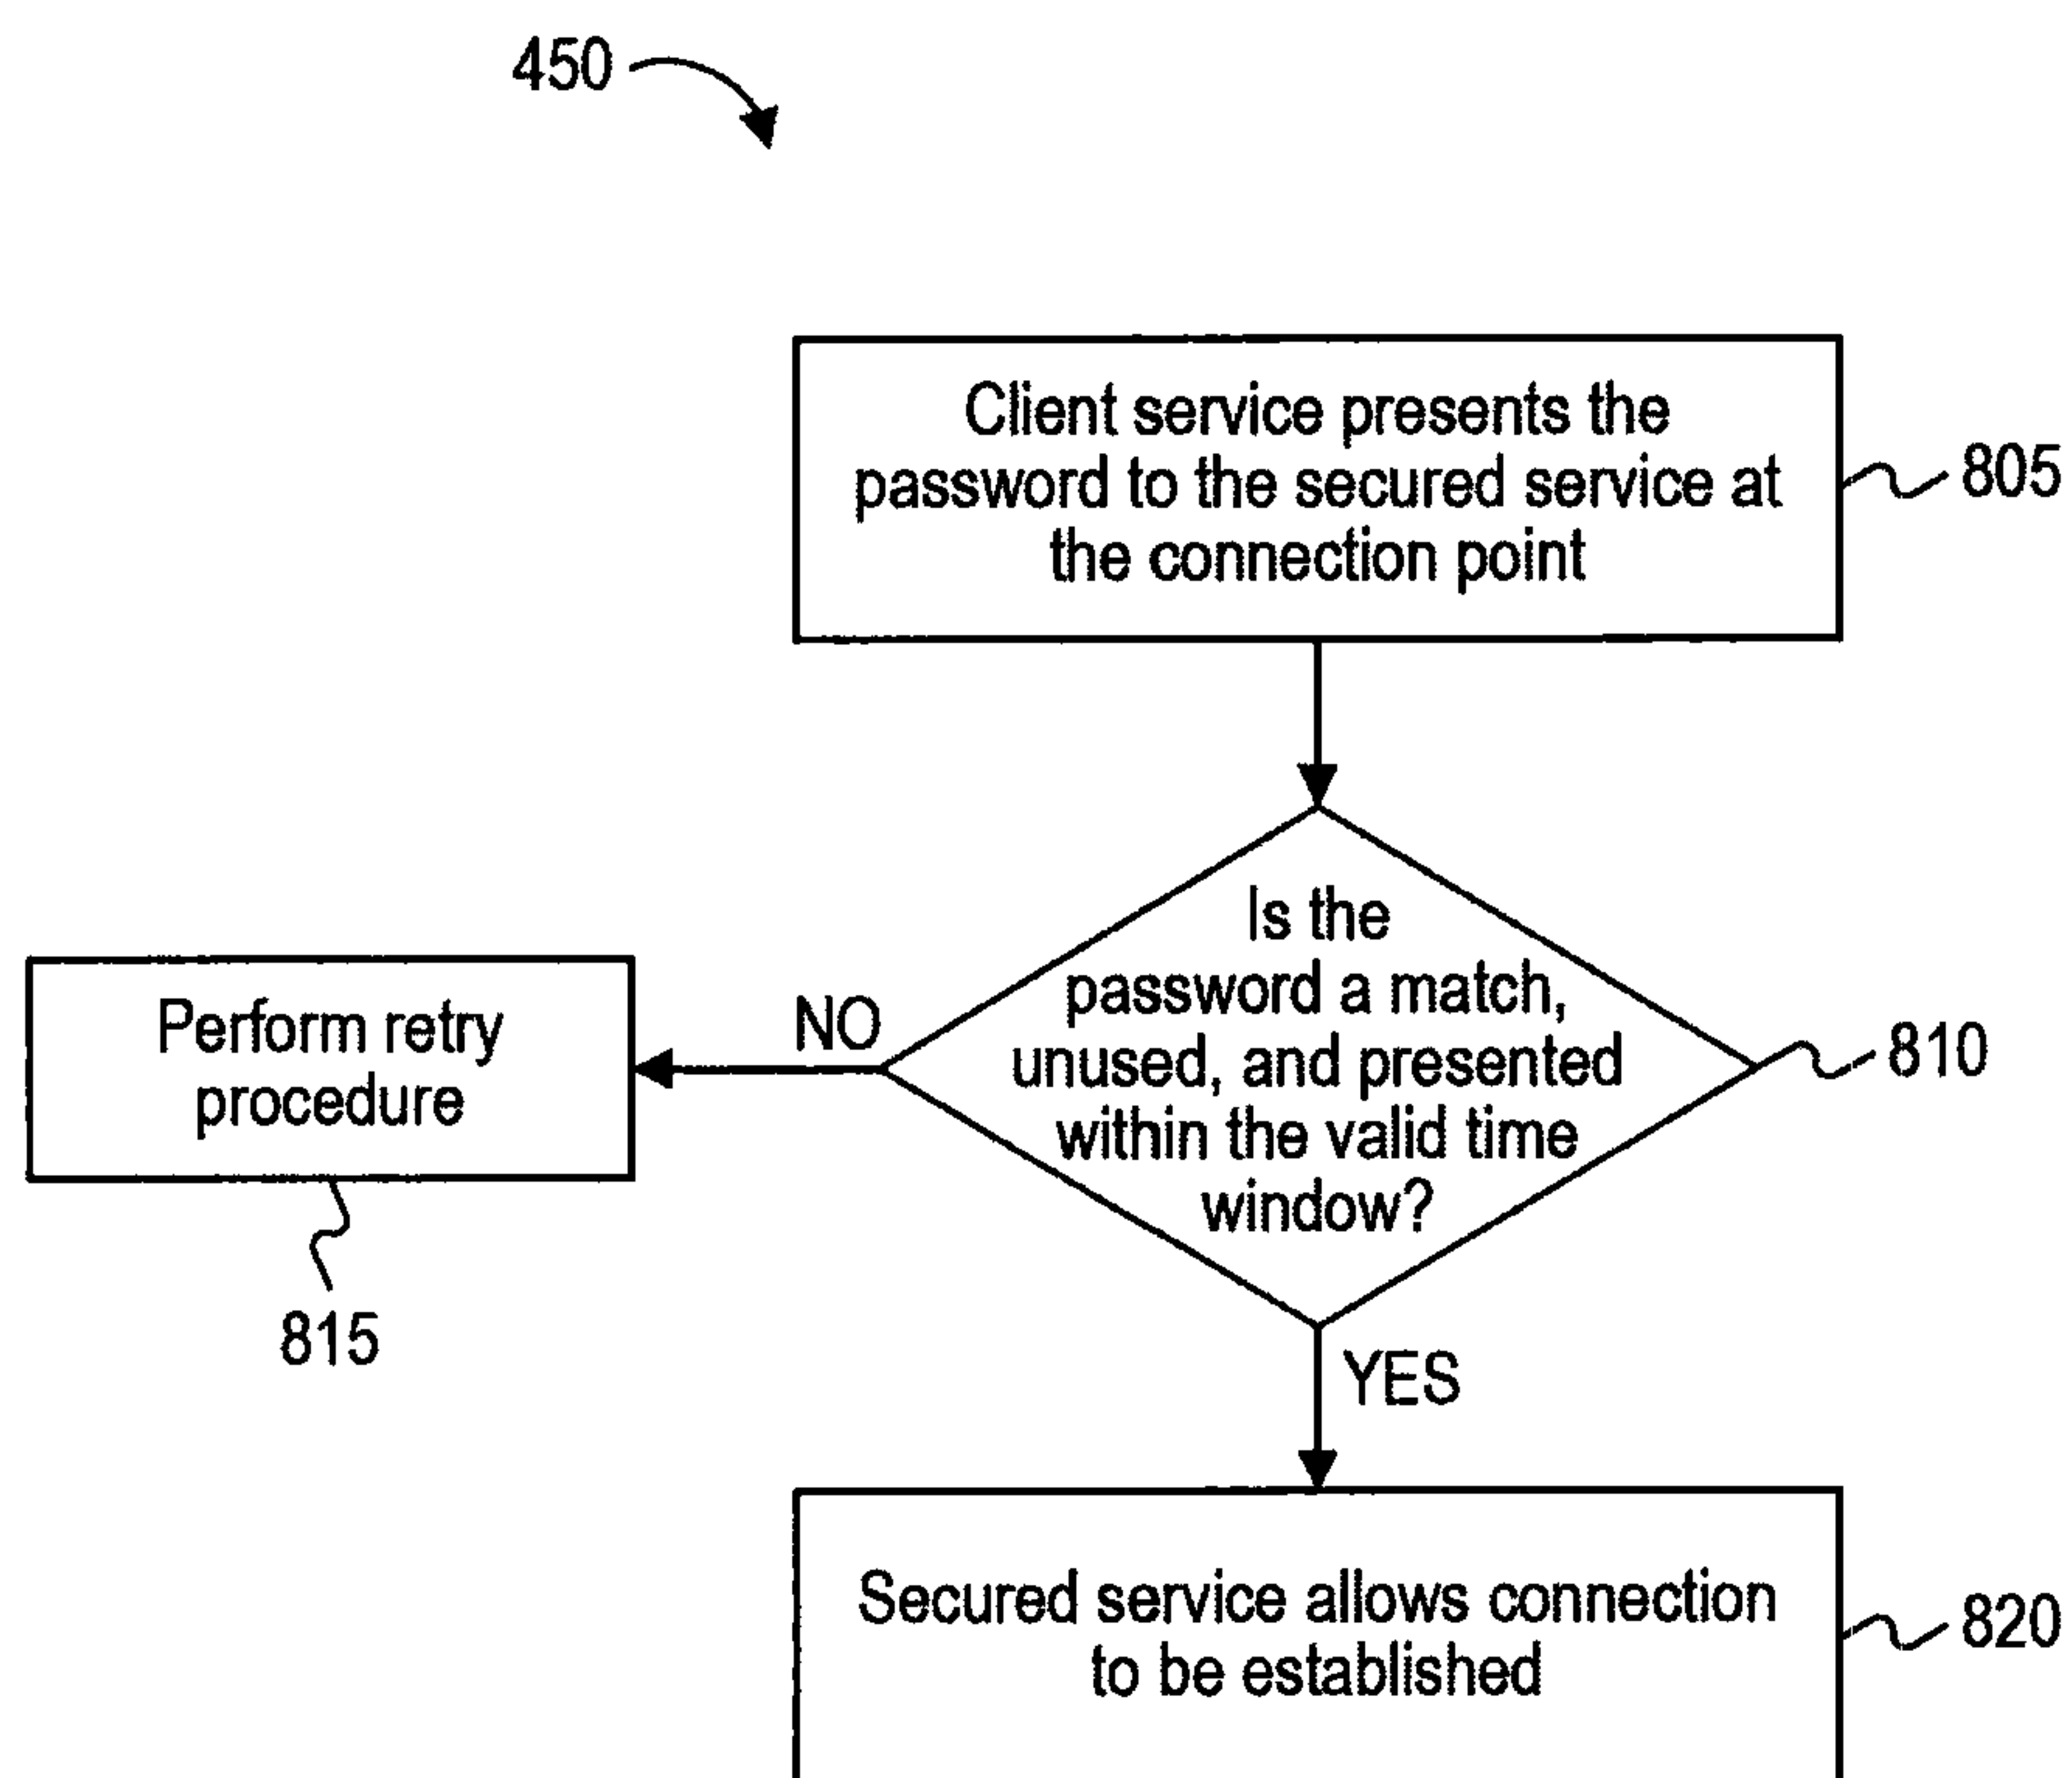 450
Client service presents the
password to the secured service at
the connection point
805
Is the
password a match,
unused, and presented
within the valid time
window?
810
NO
Perform retry
procedure
815
YES
Secured service allows connection
to be established
820